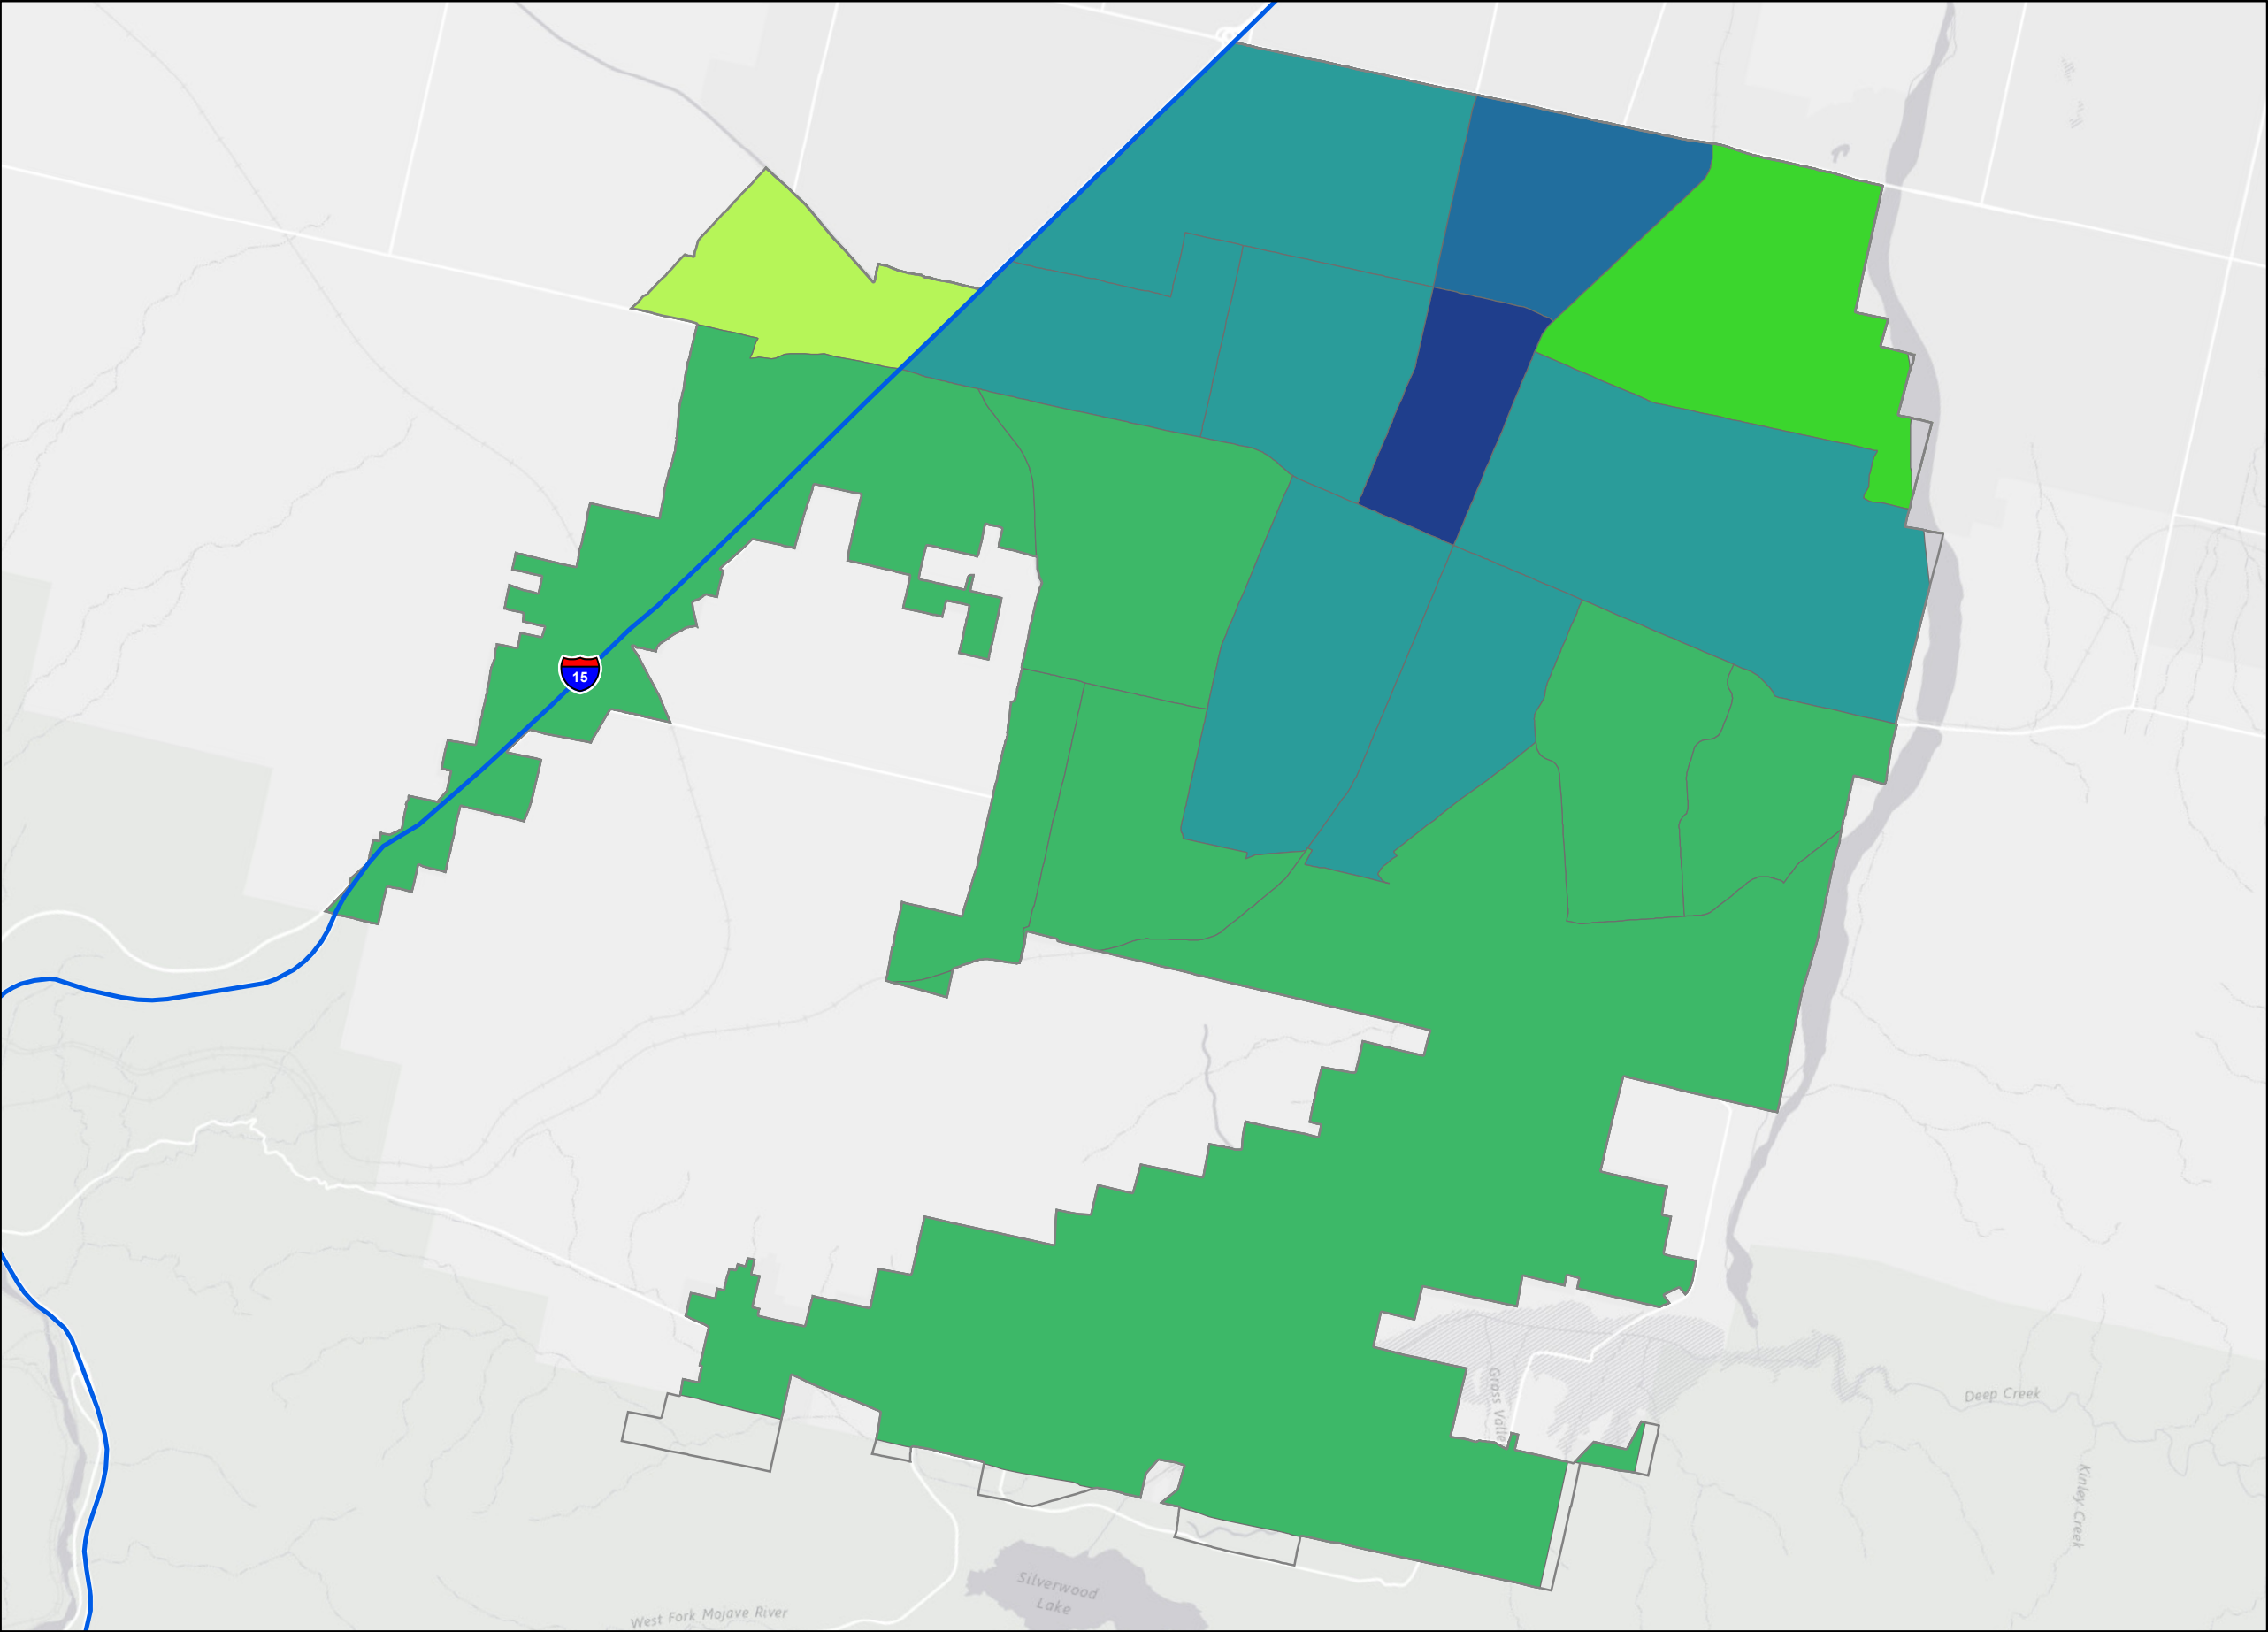 15
Deep Creek
Grass Valle
Kinley Creek
Silverwood
Lake
West Fork Mojave River